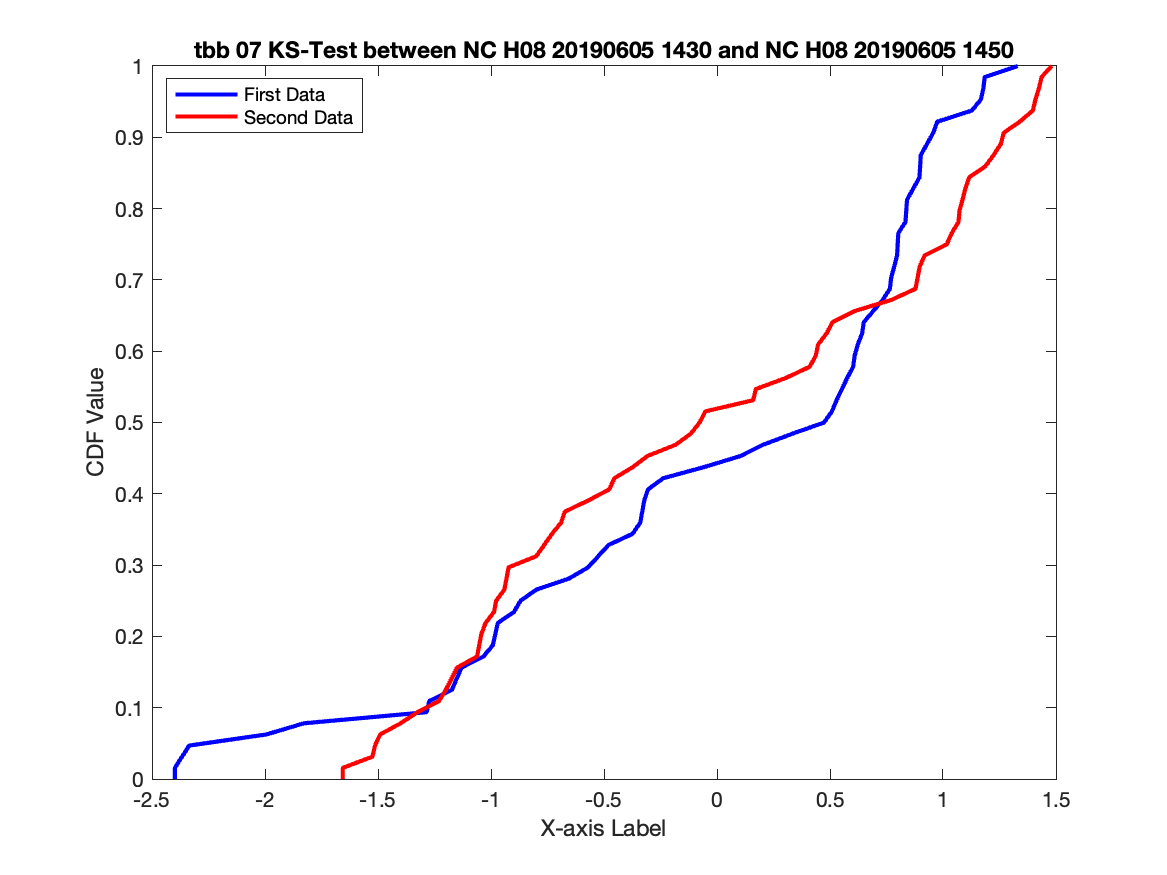 tbb 07 KS-Test between NC H08 20190605 1430 and NC H08 20190605 1450
First Data
Second Data
1
0.9
0.8
0.7
0.6
0.5
0.4
0.3
0.2
0.1
0
CDF Value
-2.5 -2 -1.5 -1 -0.5 0 0.5 1 1.5
X-axis Label